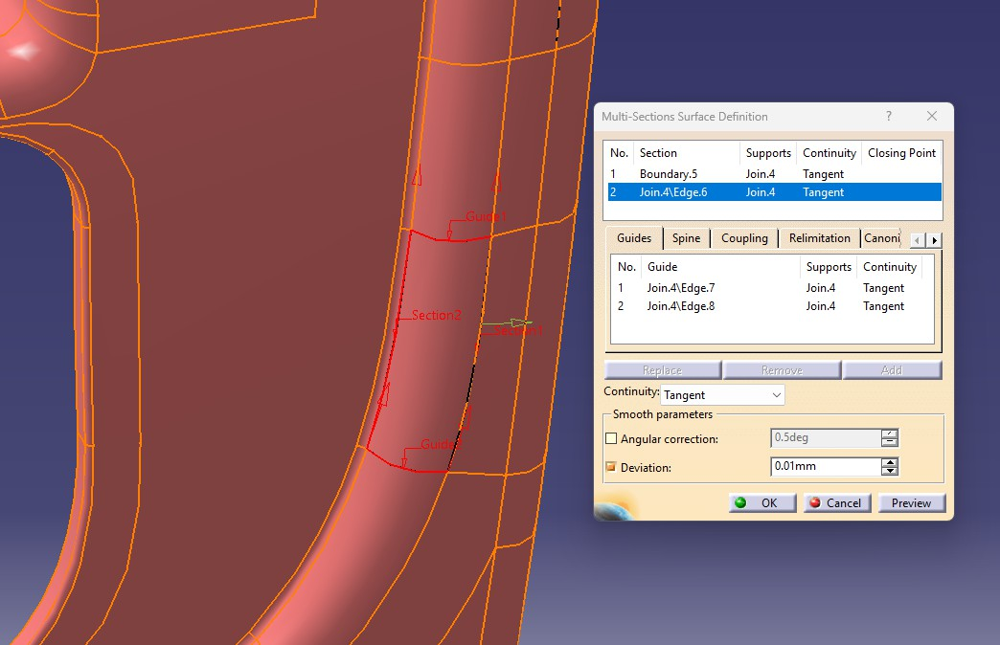 Multi-Sections Surface Definition ? ×
No. Section Supports Continuity Closing Point
1 Boundary.5 Join.4 Tangent
2 Join.4\Edge.6 Join.4 Tangent
Guides Spine Coupling Relimitation Canoni
No. Guide Supports Continuity
1 Join.4\Edge.7 Join.4 Tangent
2 Join.4\Edge.8 Join.4 Tangent
Replace Remove Add
Continuity: Tangent
Smooth parameters
Angular correction: 0.5deg
Deviation: 0.01mm
OK Cancel Preview
Guide1
Section2
Section1